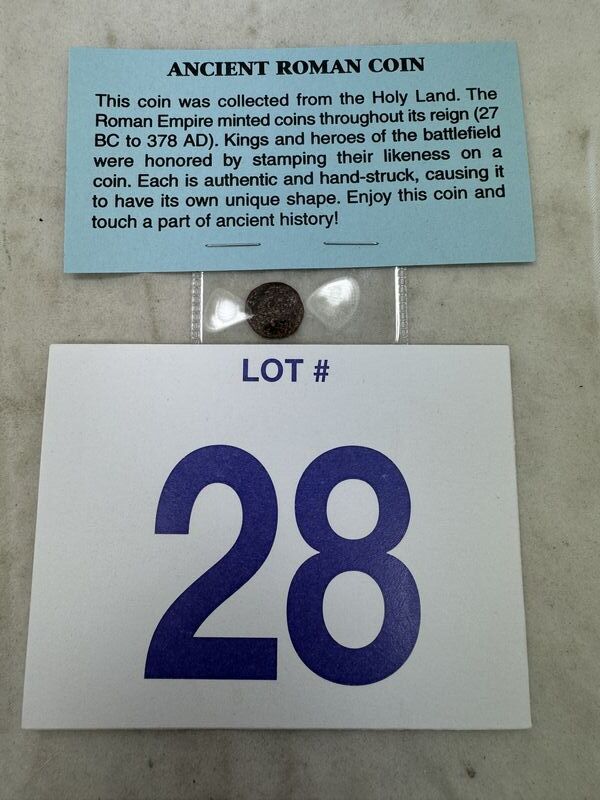 ANCIENT ROMAN COIN
This coin was collected from the Holy Land. The
Roman Empire minted coins throughout its reign (27
BC to 378 AD). Kings and heroes of the battlefield
were honored by stamping their likeness on a
coin. Each is authentic and hand-struck, causing it
to have its own unique shape. Enjoy this coin and
touch a part of ancient history!
LOT #
28